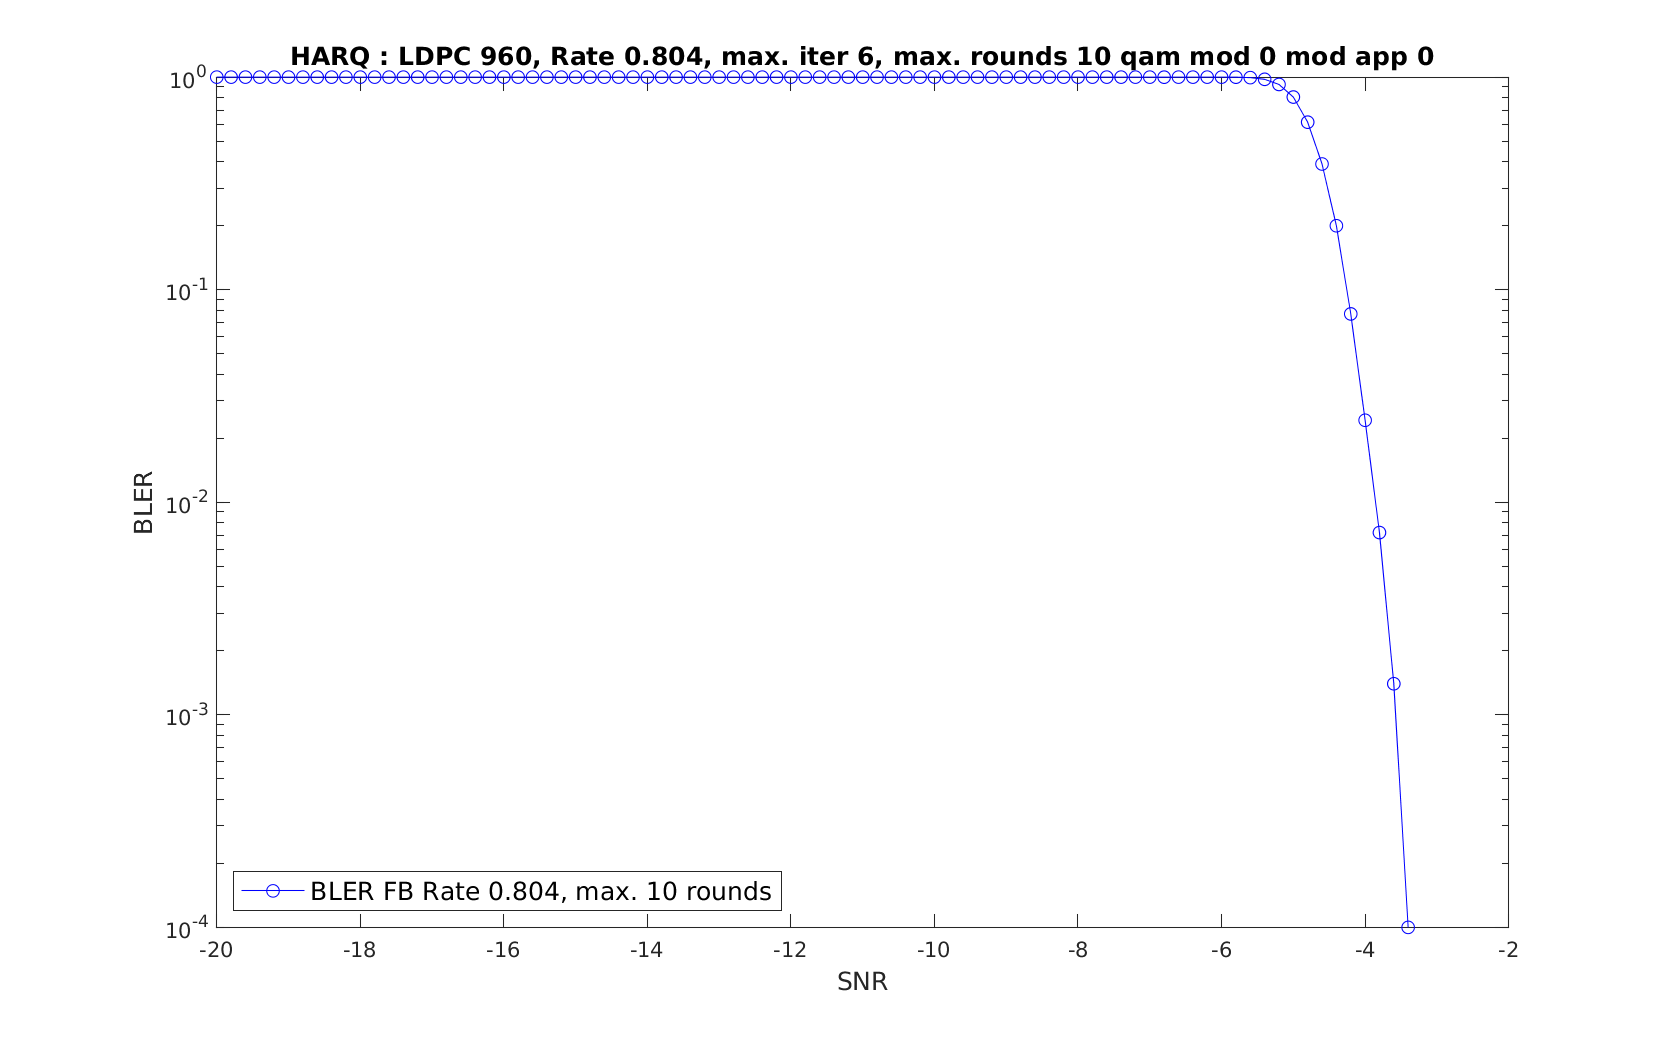 HARQ : LDPC 960, Rate 0.804, max. iter 6, max. rounds 10 qam mod 0 mod app 0
10^0
10^-1
10^-2
10^-3
10^-4
BLER
BLER FB Rate 0.804, max. 10 rounds
-20 -18 -16 -14 -12 -10 -8 -6 -4 -2
SNR